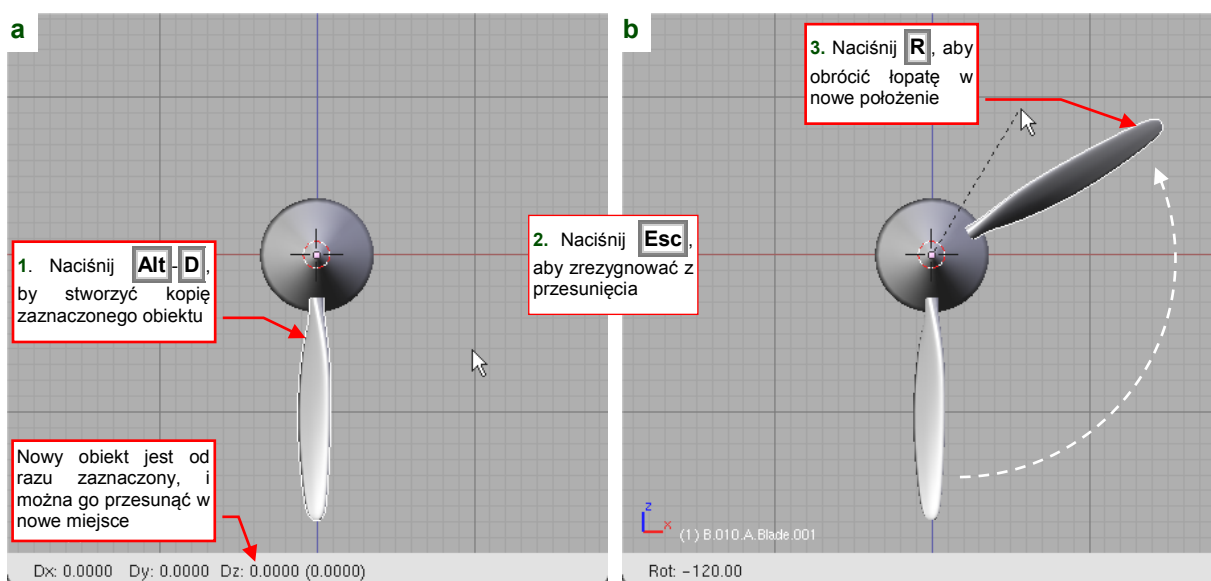 a
1. Naciśnij Alt-D,
by stworzyć kopię
zaznaczonego obiektu
Nowy obiekt jest od
razu zaznaczony, i
można go przesunąć w
nowe miejsce
Dx: 0.0000 Dy: 0.0000 Dz: 0.0000 (0.0000)
b
2. Naciśnij Esc,
aby zrezygnować z
przesunięcia
3. Naciśnij R, aby
obrócić łopatę w
nowe położenie
z
x
(1) B.010.A.Blade.001
Rot: -120.00